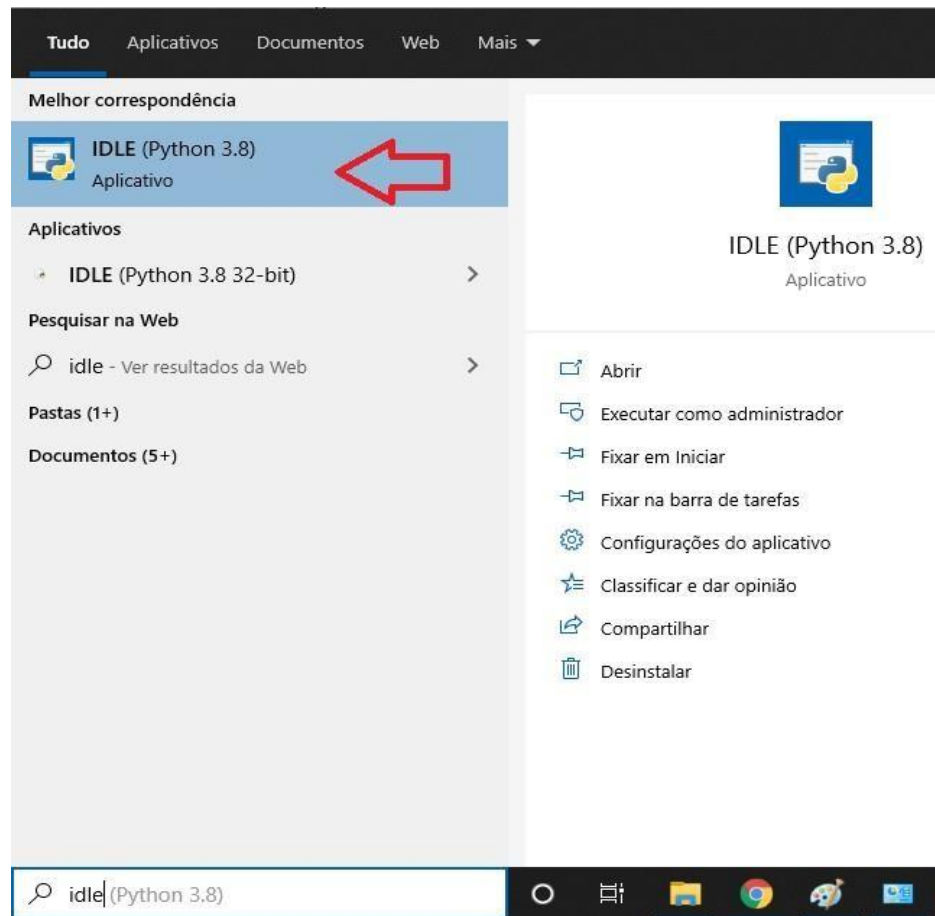 Tudo Aplicativos Documentos Web Mais
Melhor correspondência
IDLE (Python 3.8)
Aplicativo
Aplicativos
IDLE (Python 3.8 32-bit)
Pesquisar na Web
idle - Ver resultados da Web
Pastas (1+)
Documentos (5+)
IDLE (Python 3.8)
Aplicativo
Abrir
Executar como administrador
Fixar em Iniciar
Fixar na barra de tarefas
Configurações do aplicativo
Classificar e dar opinião
Compartilhar
Desinstalar
idle (Python 3.8)